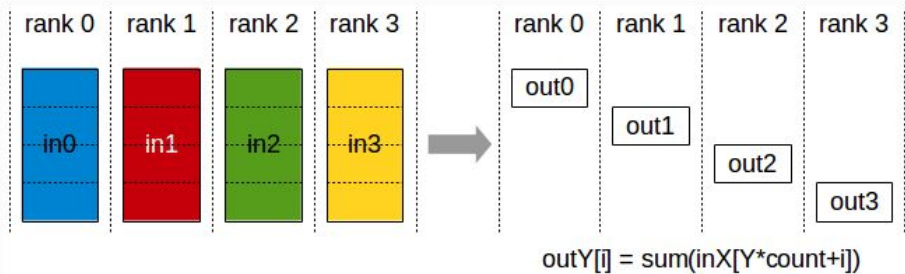 rank 0 rank 1 rank 2 rank 3 rank 0 rank 1 rank 2 rank 3
in0 in1 in2 in3
out0
out1
out2
out3
outY[i] = sum(inX[Y*count+i])